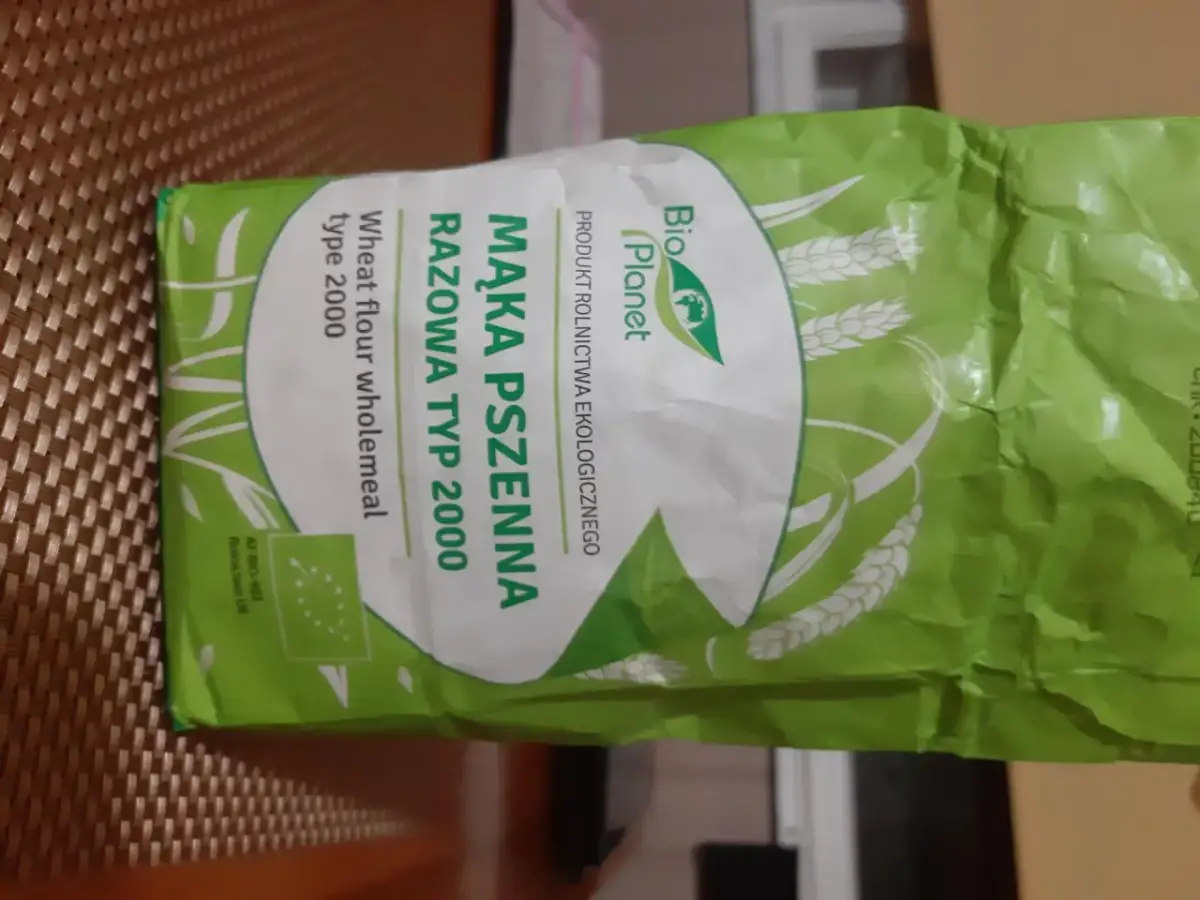 Bio
Planet
PRODUKT ROLNICTWA EKOLOGICZNEGO
MĄKA PSZENNA
RAZOWA TYP 2000
Wheat flour wholemeal
type 2000